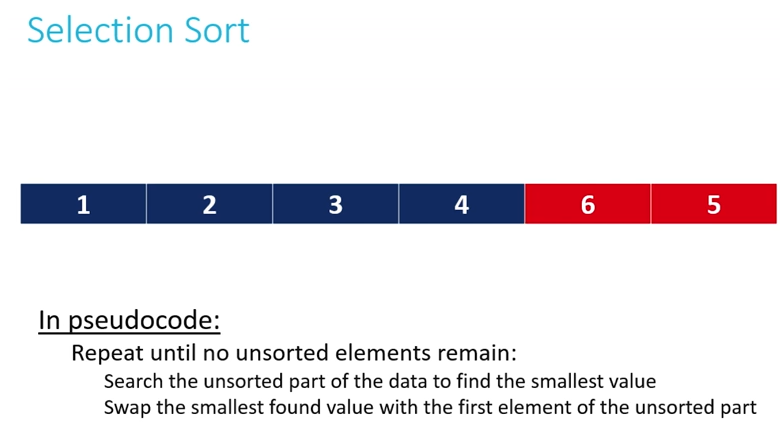 Selection Sort
1 2 3 4 6 5
In pseudocode:
Repeat until no unsorted elements remain:
Search the unsorted part of the data to find the smallest value
Swap the smallest found value with the first element of the unsorted part